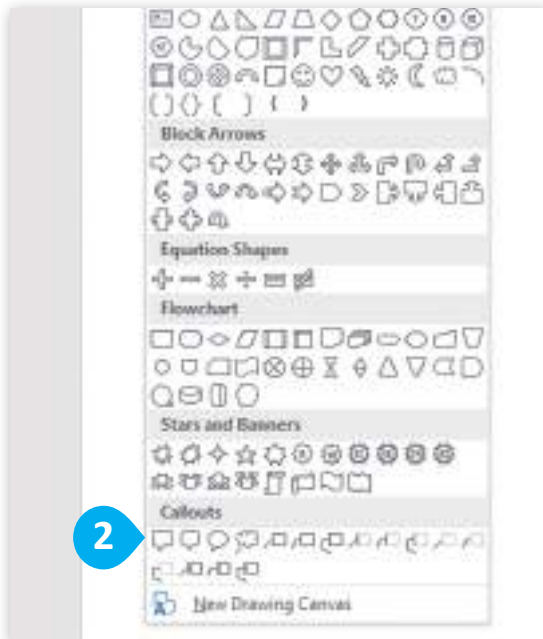 Block Arrows
Equation Shapes
Flowchart
Stars and Banners
Callouts
2
New Drawing Canvas